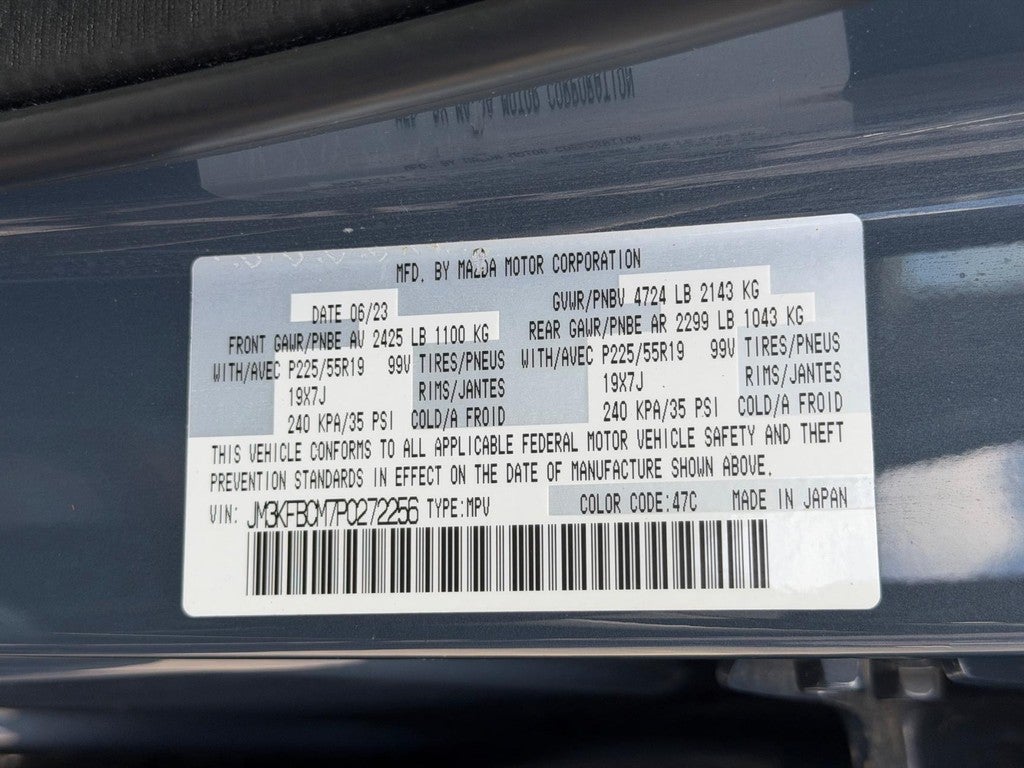 MFD. BY MAZDA MOTOR CORPORATION
DATE 06/23 GVWR/PNBV 4724 LB 2143 KG
FRONT GAWR/PNBE AV 2425 LB 1100 KG REAR GAWR/PNBE AR 2299 LB 1043 KG
WITH/AVEC P225/55R19 99V TIRES/PNEUS WITH/AVEC P225/55R19 99V TIRES/PNEUS
19X7J RIMS/JANTES 19X7J RIMS/JANTES
240 KPA/35 PSI COLD/A FROID 240 KPA/35 PSI COLD/A FROID
THIS VEHICLE CONFORMS TO ALL APPLICABLE FEDERAL MOTOR VEHICLE SAFETY AND THEFT
PREVENTION STANDARDS IN EFFECT ON THE DATE OF MANUFACTURE SHOWN ABOVE.
VIN: JM3KFBCM7P0272256 TYPE:MPV COLOR CODE:47C MADE IN JAPAN